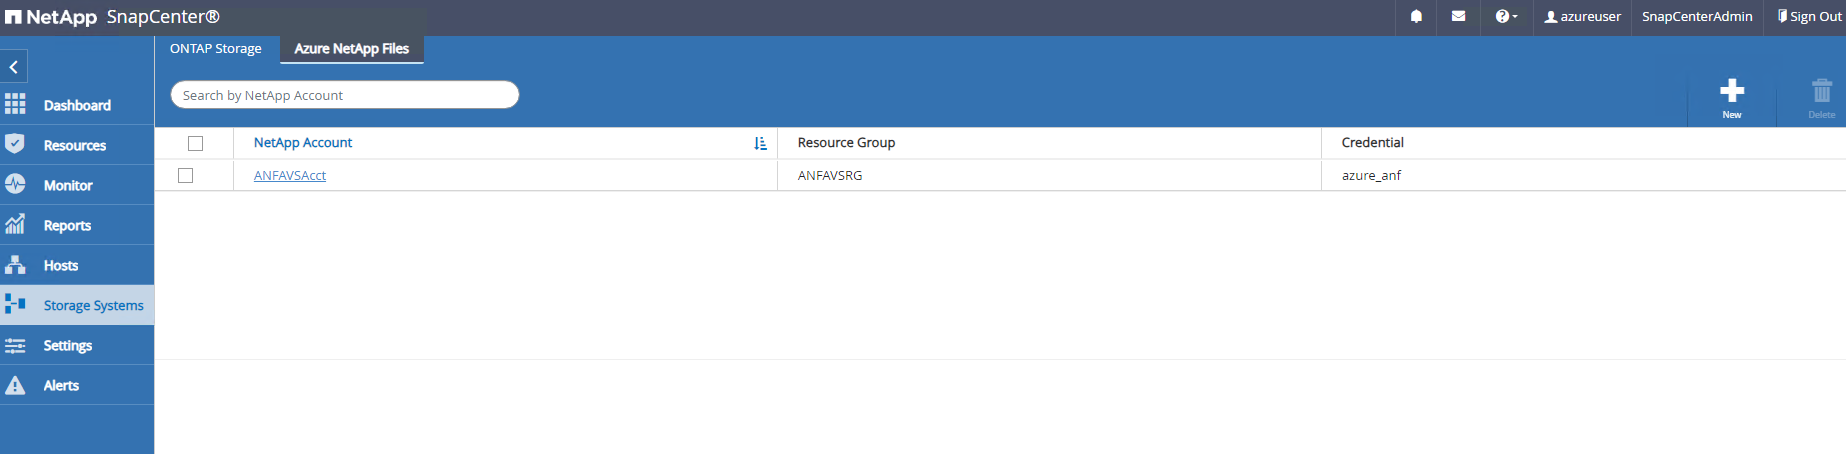 NetApp SnapCenter®
azureuser SnapCenterAdmin Sign Out
ONTAP Storage Azure NetApp Files
Search by NetApp Account
New Delete
Dashboard
Resources
Monitor
Reports
Hosts
Storage Systems
Settings
Alerts
NetApp Account Resource Group Credential
ANFAVSAcct ANFAVSRG azure_anf